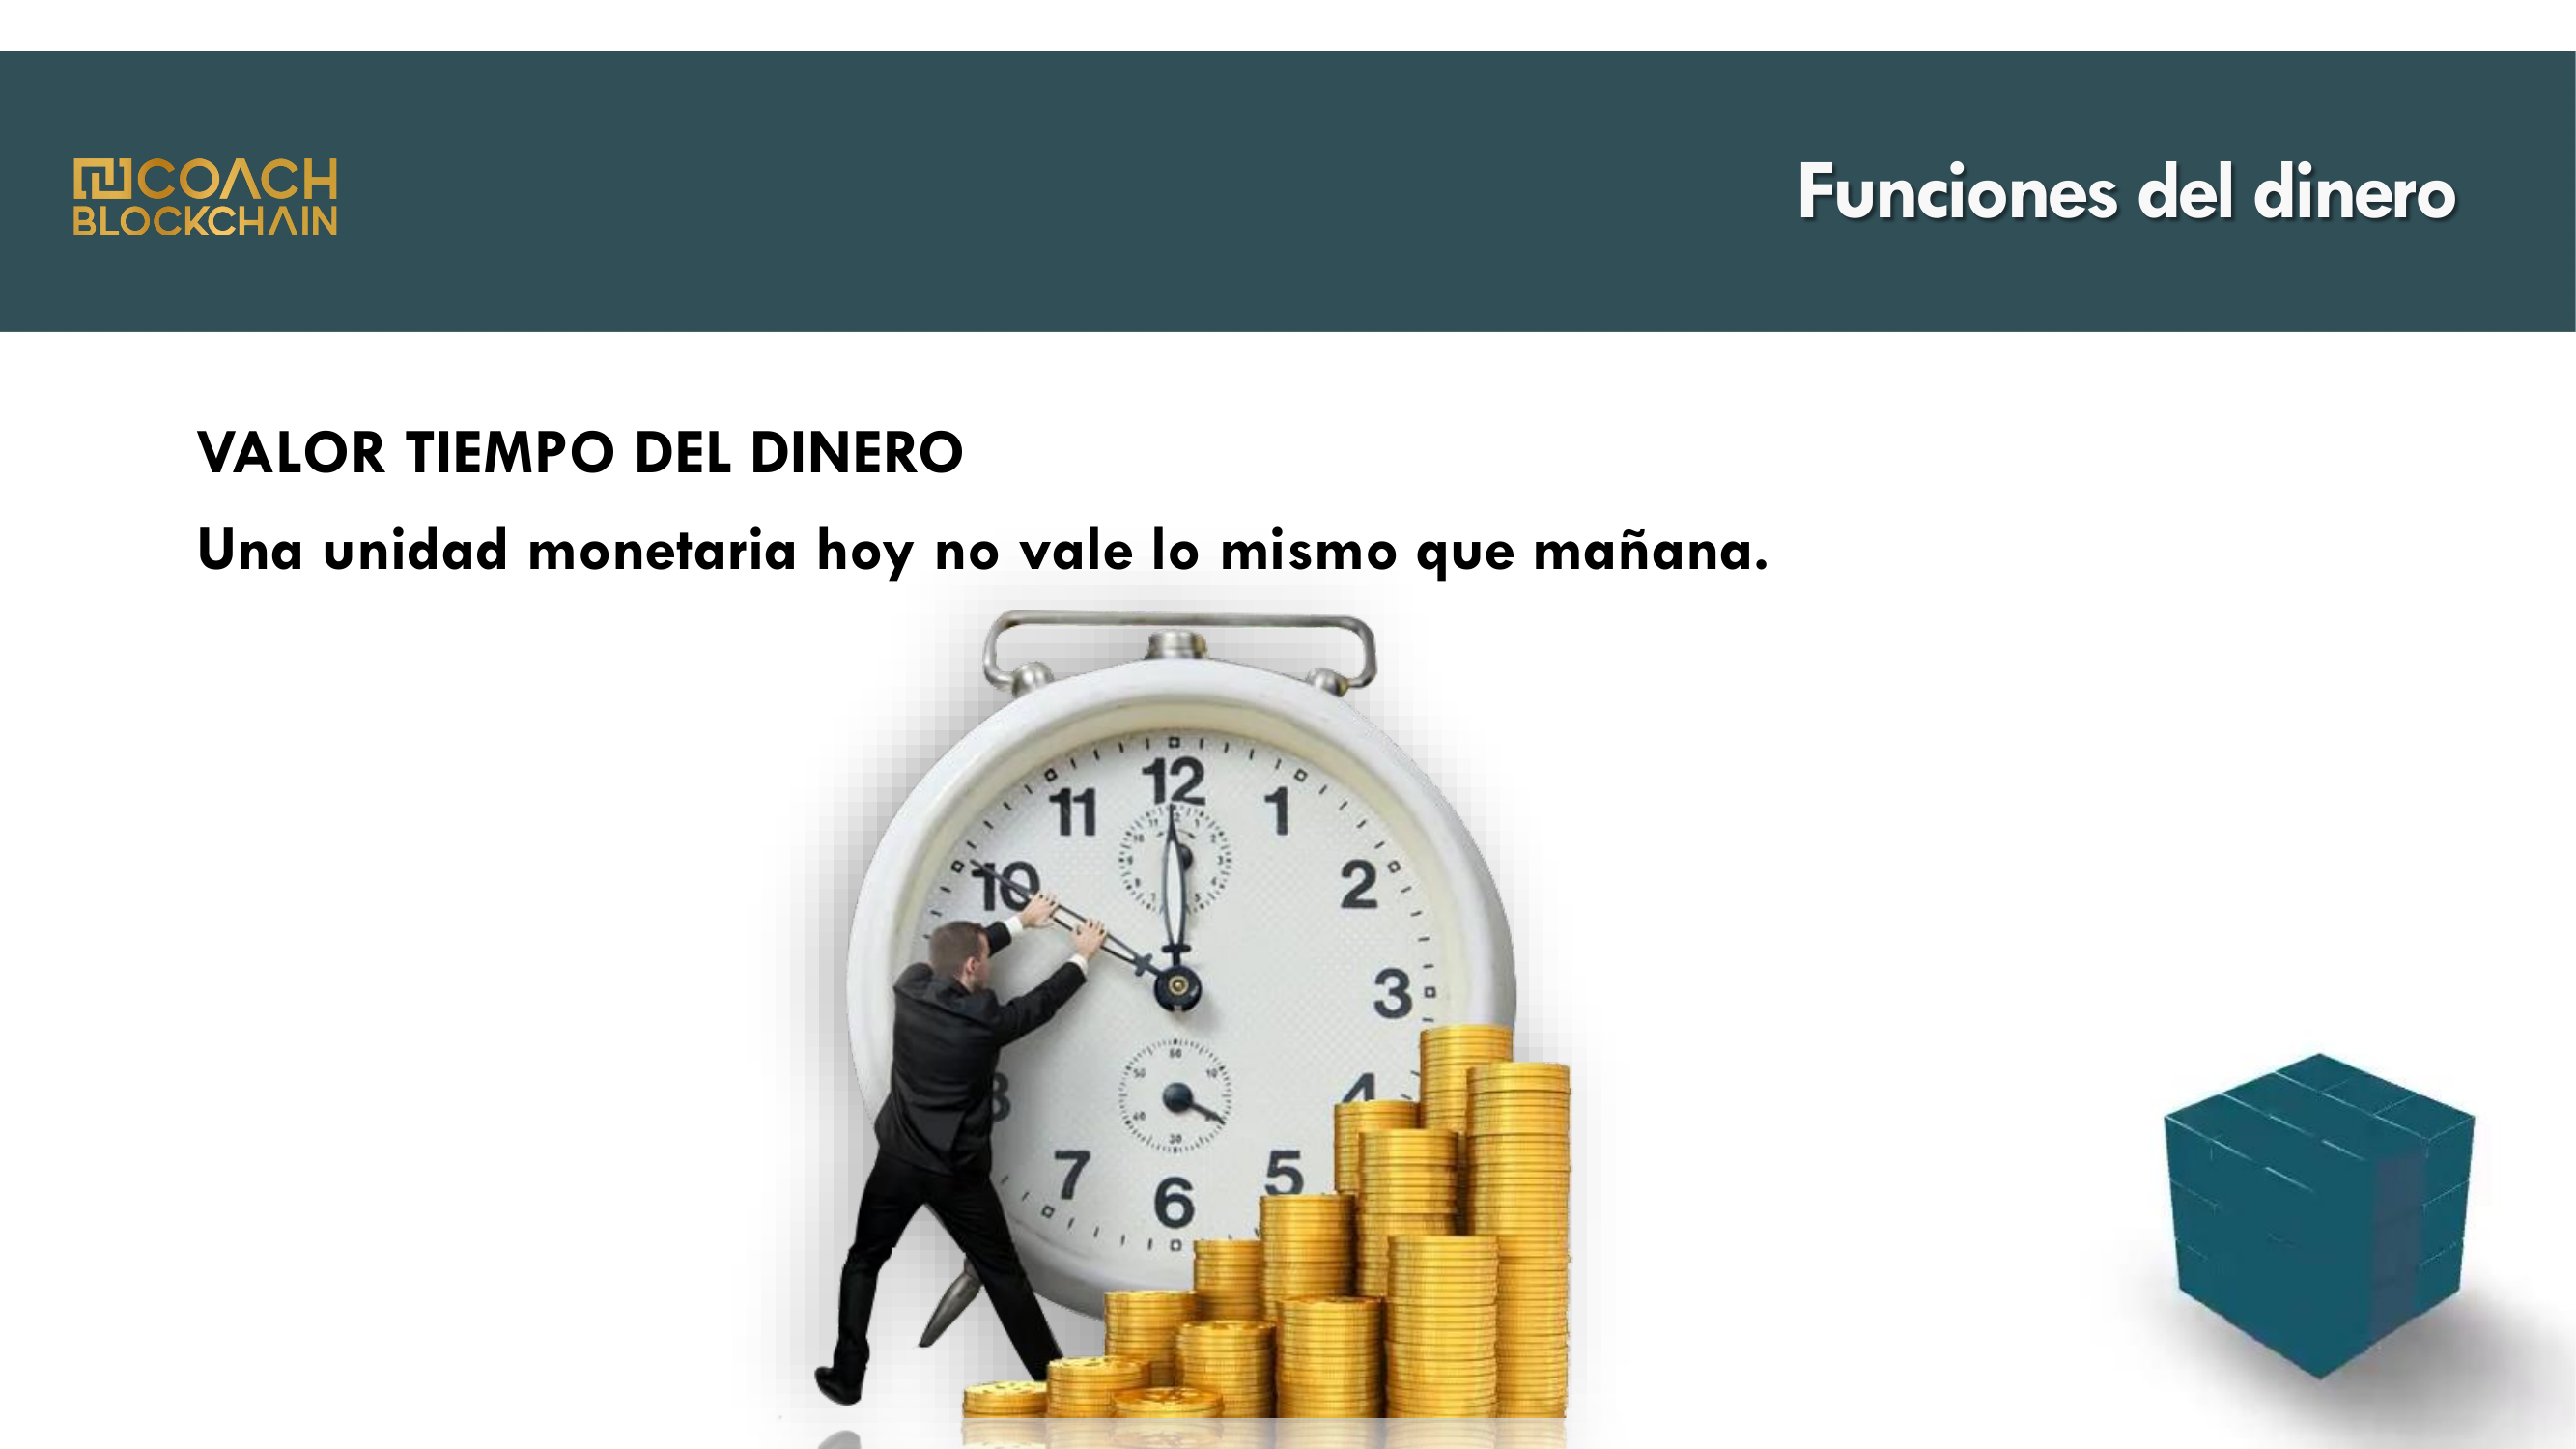 COACH
BLOCKCHAIN
Funciones del dinero
VALOR TIEMPO DEL DINERO
Una unidad monetaria hoy no vale lo mismo que mañana.
12
11
1
10
2
3
8
4
7
5
6